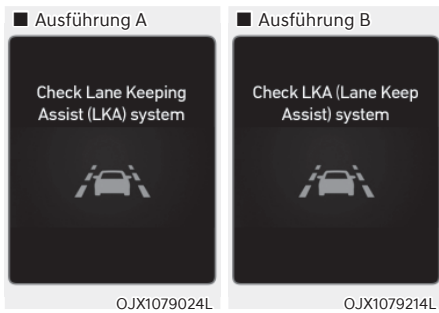 ■ Ausführung A
Check Lane Keeping
Assist (LKA) system
OJX1079024L
■ Ausführung B
Check LKA (Lane Keep
Assist) system
OJX1079214L